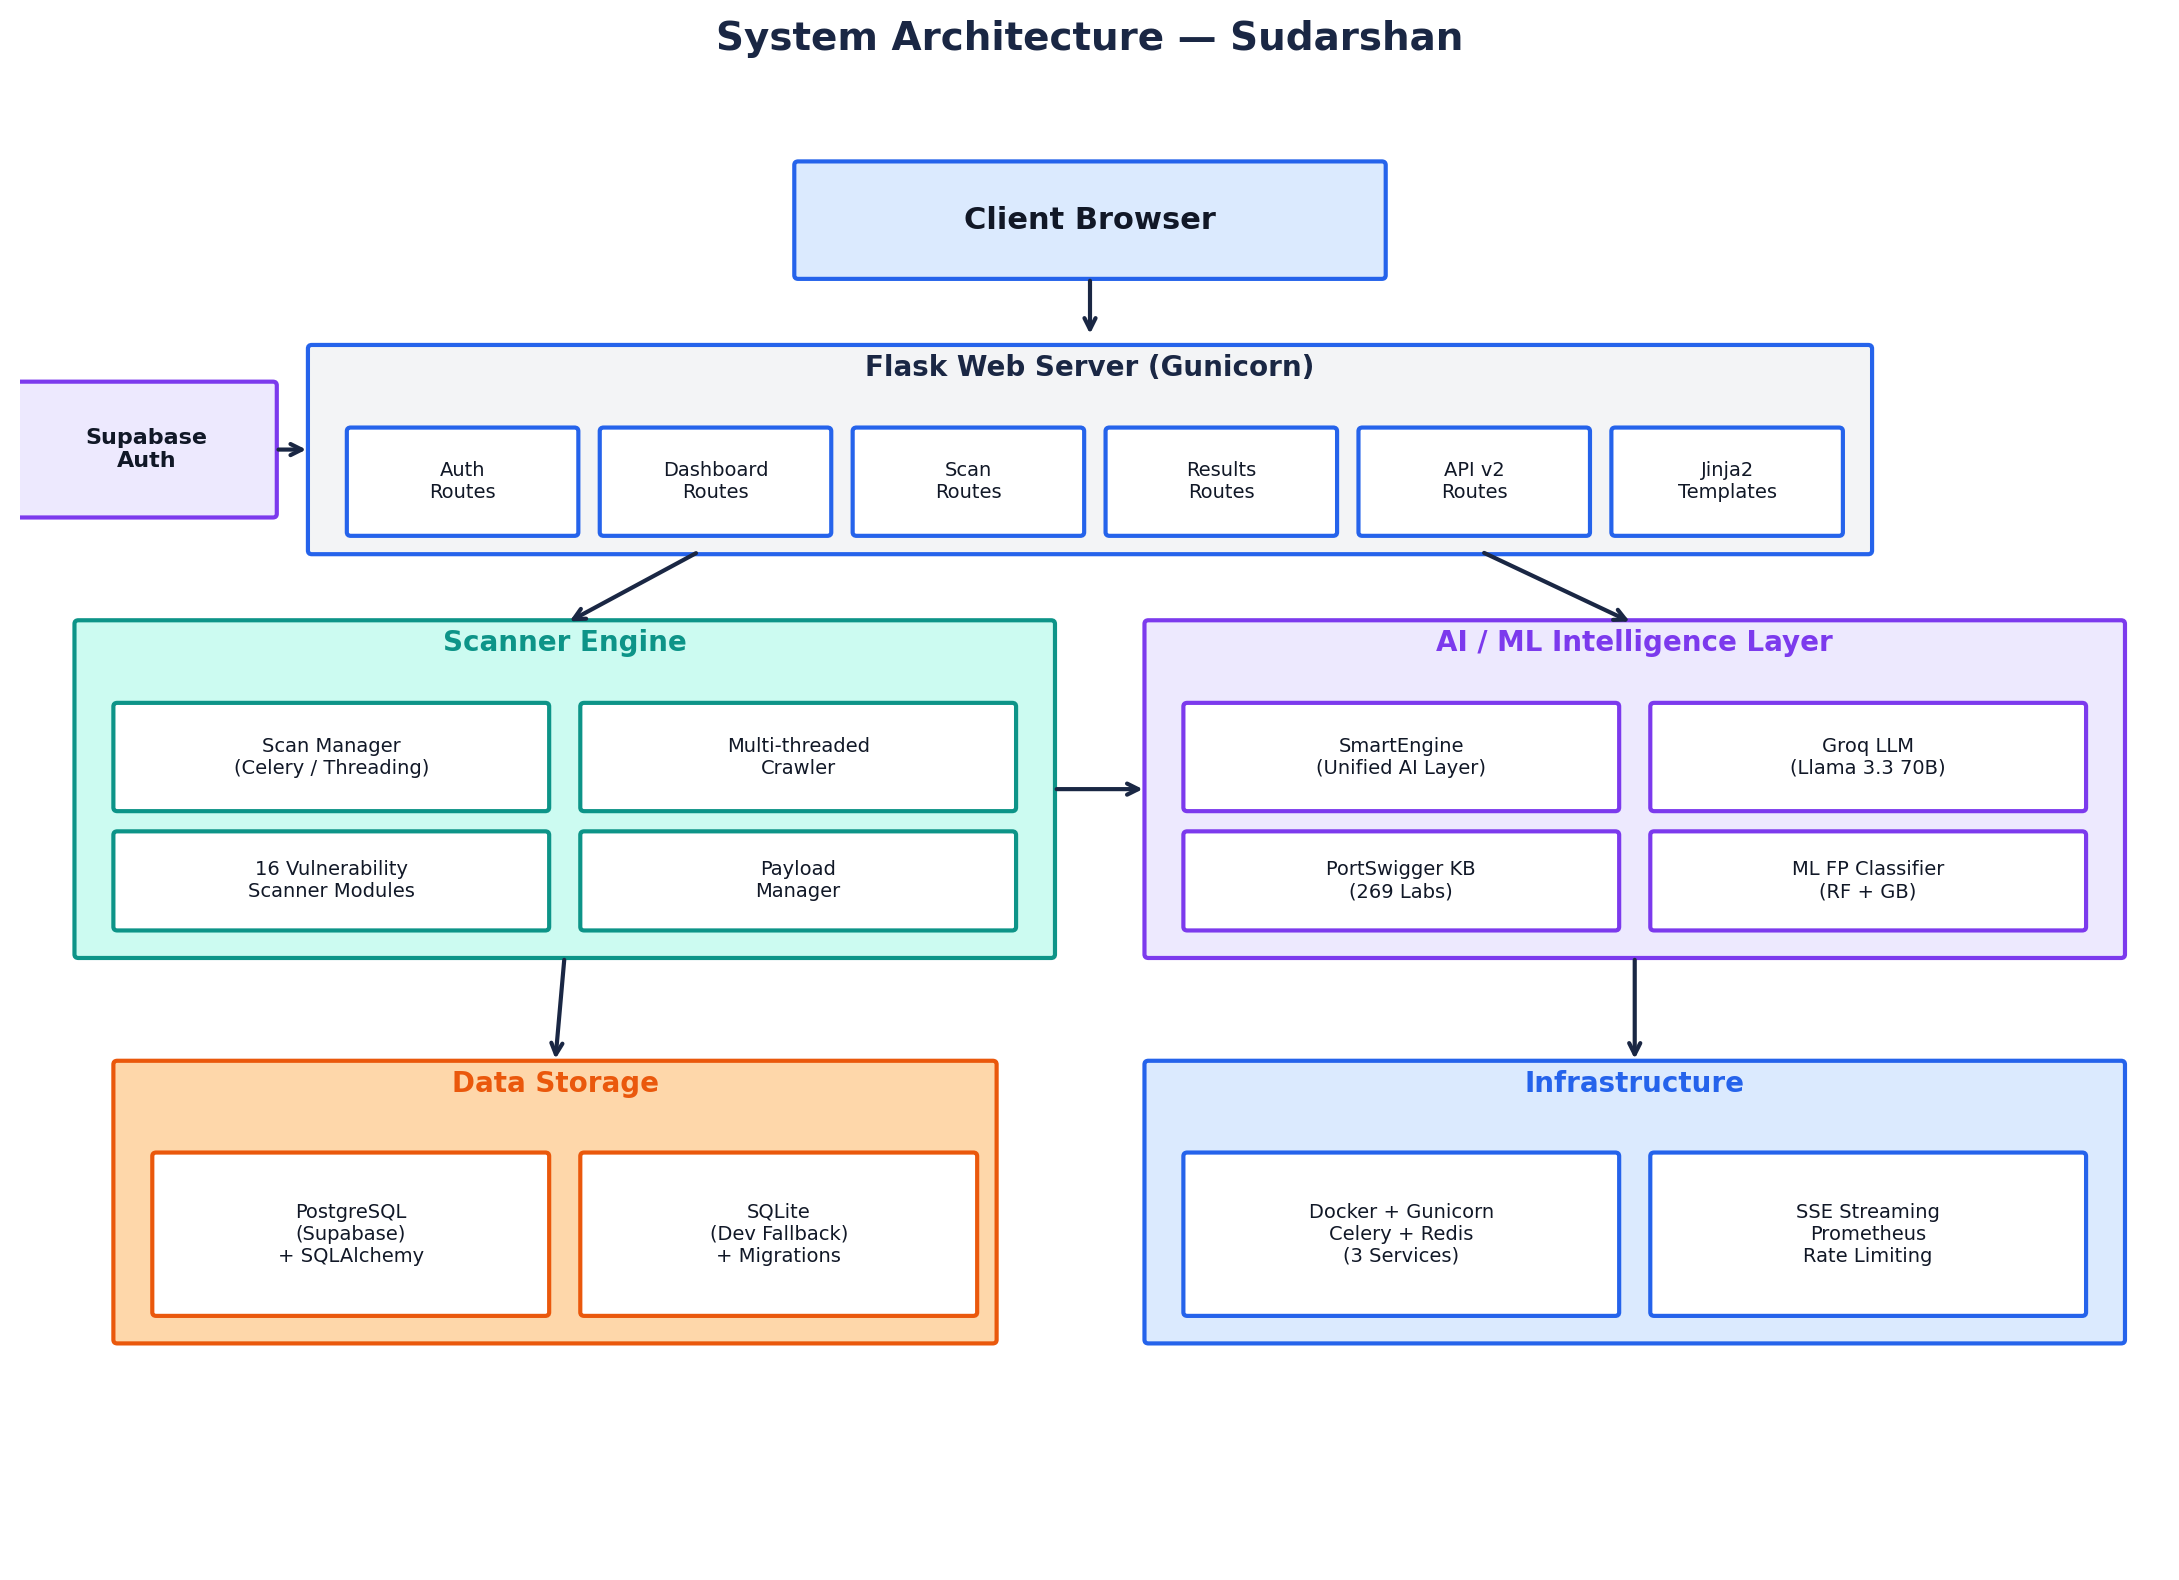 System Architecture — Sudarshan
Client Browser
Flask Web Server (Gunicorn)
Supabase
Auth
Auth
Routes
Dashboard
Routes
Scan
Routes
Results
Routes
API v2
Routes
Jinja2
Templates
Scanner Engine
Scan Manager
(Celery / Threading)
Multi-threaded
Crawler
16 Vulnerability
Scanner Modules
Payload
Manager
AI / ML Intelligence Layer
SmartEngine
(Unified AI Layer)
Groq LLM
(Llama 3.3 70B)
PortSwigger KB
(269 Labs)
ML FP Classifier
(RF + GB)
Data Storage
PostgreSQL
(Supabase)
+ SQLAlchemy
SQLite
(Dev Fallback)
+ Migrations
Infrastructure
Docker + Gunicorn
Celery + Redis
(3 Services)
SSE Streaming
Prometheus
Rate Limiting